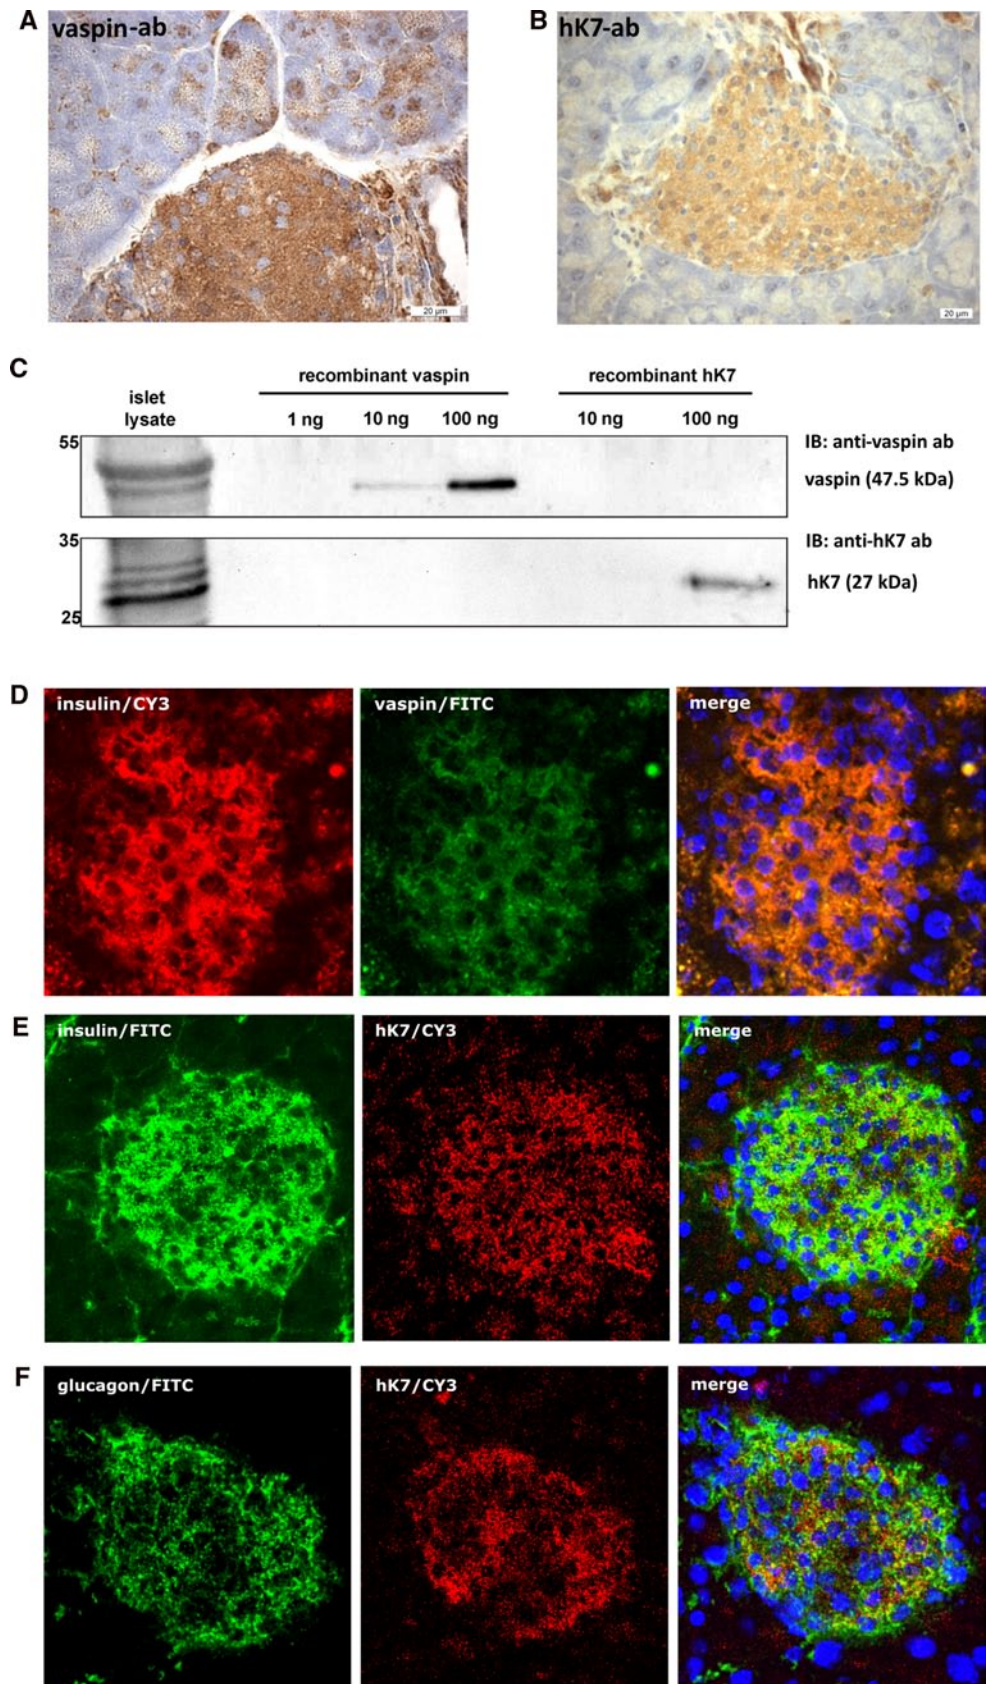 A
vaspin-ab
20 µm
B
hK7-ab
20 µm
C
islet
lysate
recombinant vaspin
1 ng 10 ng 100 ng
recombinant hK7
10 ng 100 ng
55
IB: anti-vaspin ab
vaspin (47.5 kDa)
35
25
IB: anti-hK7 ab
hK7 (27 kDa)
D
insulin/CY3
vaspin/FITC
merge
E
insulin/FITC
hK7/CY3
merge
F
glucagon/FITC
hK7/CY3
merge